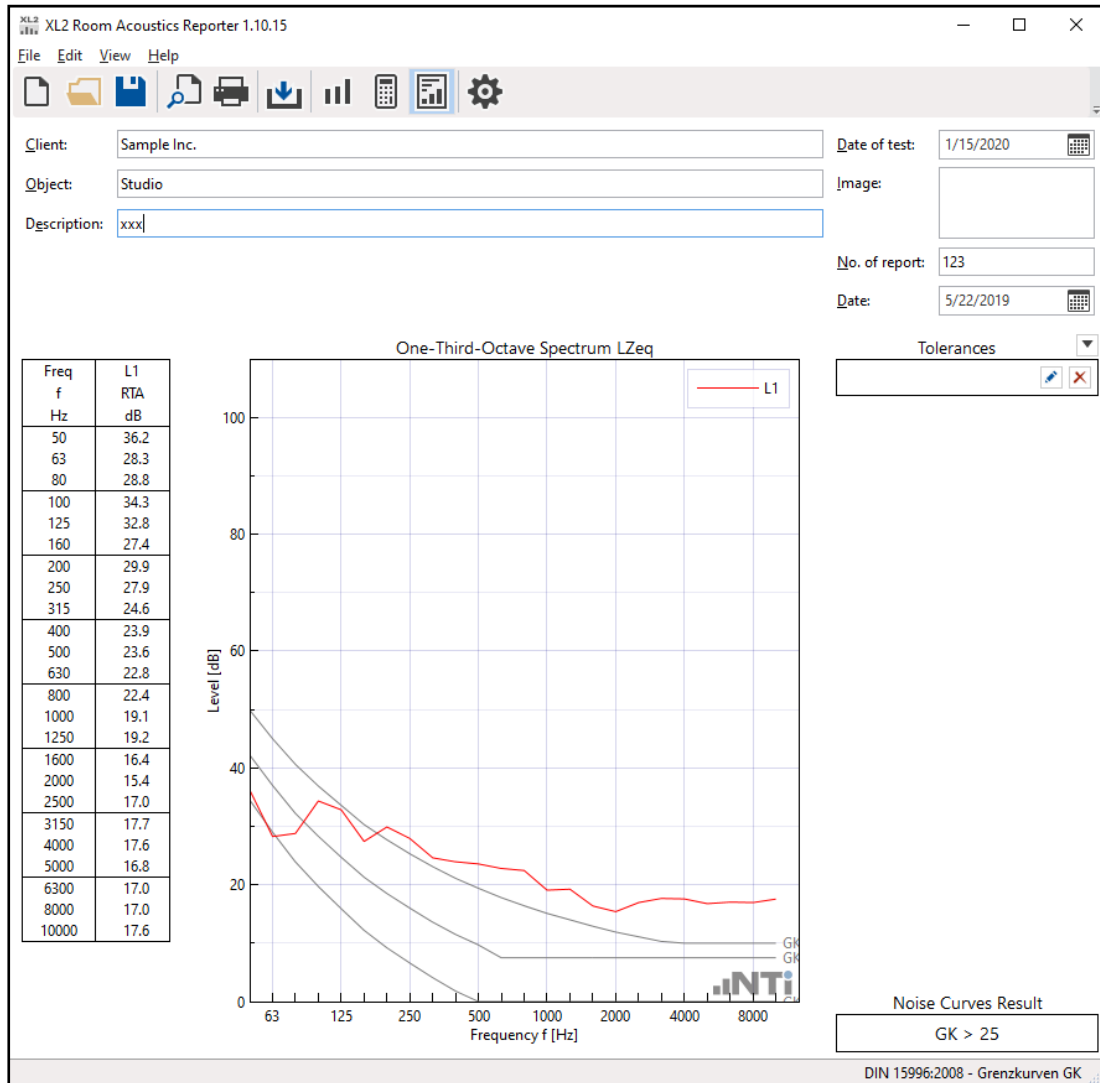 XL2 Room Acoustics Reporter 1.10.15
File Edit View Help
Client: Sample Inc.
Date of test: 1/15/2020
Object: Studio
Image:
Description: xxx
No. of report: 123
Date: 5/22/2019
One-Third-Octave Spectrum LZeq
Tolerances
Freq L1
f RTA
Hz dB
50 36.2
63 28.3
80 28.8
100 34.3
125 32.8
160 27.4
200 29.9
250 27.9
315 24.6
400 23.9
500 23.6
630 22.8
800 22.4
1000 19.1
1250 19.2
1600 16.4
2000 15.4
2500 17.0
3150 17.7
4000 17.6
5000 16.8
6300 17.0
8000 17.0
10000 17.6
L1
Level [dB]
100
80
60
40
20
0
GK
GK
GK
NTi
63 125 250 500 1000 2000 4000 8000
Frequency f [Hz]
Noise Curves Result
GK > 25
DIN 15996:2008 - Grenzkurven GK